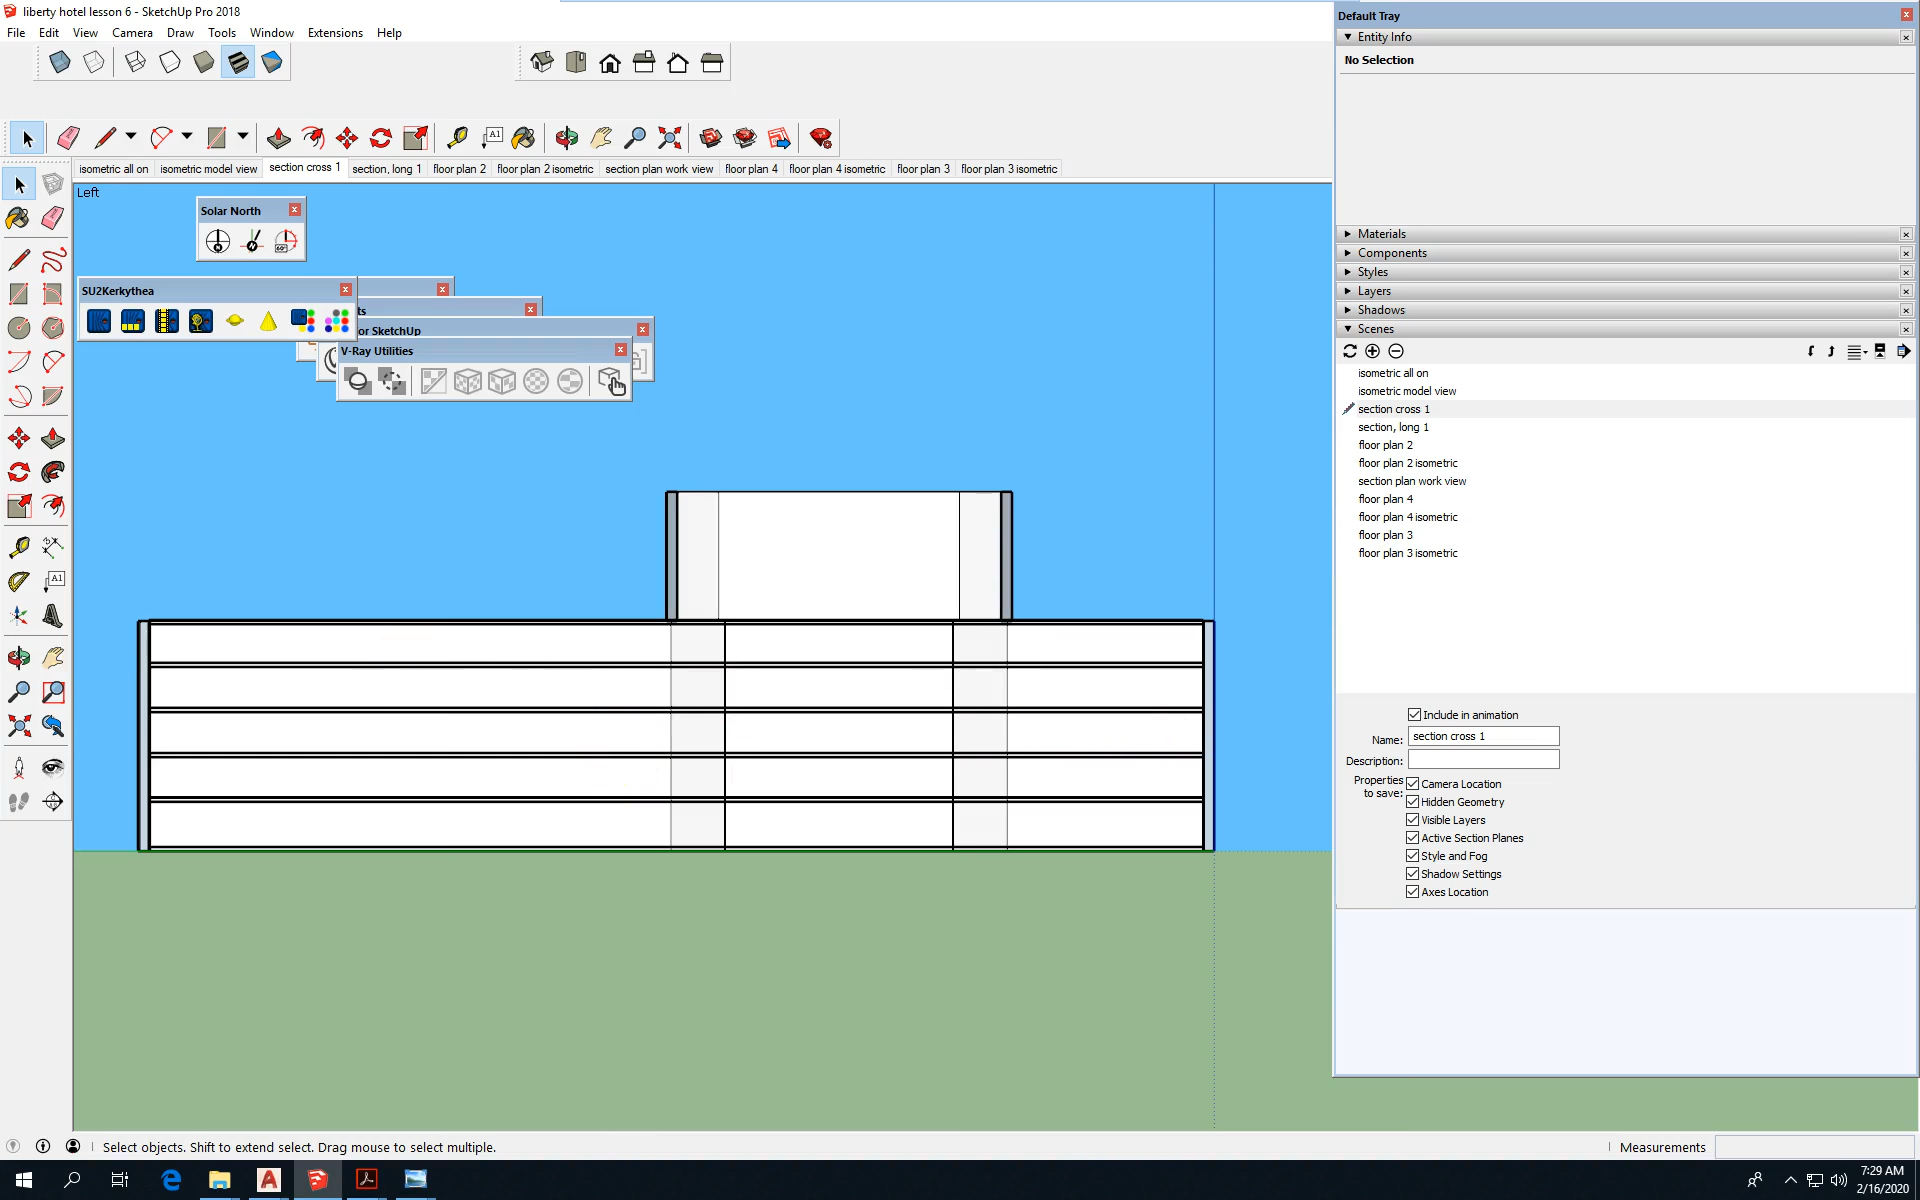 liberty hotel lesson 6 - SketchUp Pro 2018
File Edit View Camera Draw Tools Window Extensions Help
isometric all on isometric model view section cross 1 section, long 1 floor plan 2 floor plan 2 isometric section plan work view floor plan 4 floor plan 4 isometric floor plan 3 floor plan 3 isometric
Left
Solar North
SU2Kerkythea
ts
or SketchUp
V-Ray Utilities
Default Tray
Entity Info
No Selection
Materials
Components
Styles
Layers
Shadows
Scenes
isometric all on
isometric model view
section cross 1
section, long 1
floor plan 2
floor plan 2 isometric
section plan work view
floor plan 4
floor plan 4 isometric
floor plan 3
floor plan 3 isometric
Include in animation
Name: section cross 1
Description:
Properties to save:
Camera Location
Hidden Geometry
Visible Layers
Active Section Planes
Style and Fog
Shadow Settings
Axes Location
Select objects. Shift to extend select. Drag mouse to select multiple.
Measurements
7:29 AM
2/16/2020